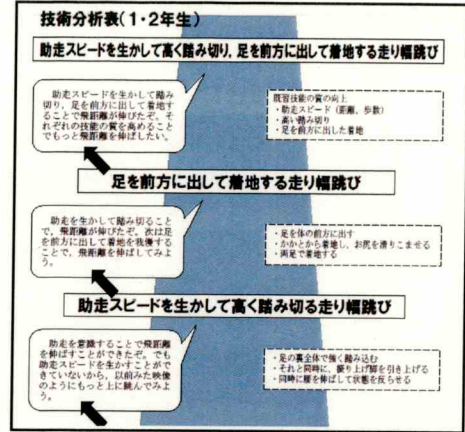 技術分析表(1・2年生)
助走スピードを生かして高く踏み切り,足を前方に出して着地する走り幅跳び
助走スピードを生かして踏み
切り,足を前方に出して着地す
ることで飛距離が伸びたぞ。そ
れぞれの技能の質を高めること
でもっと飛距離を伸ばしたい。
既習技能の質の向上
・助走スピード(距離、歩数)
・高い踏み切り
・足を前方に出した着地
足を前方に出して着地する走り幅跳び
助走を生かして踏み切ること
で,飛距離が伸びたぞ。次は足
を前方に出して着地を我慢する
ことで,飛距離を伸ばしてみよ
う。
・足を体の前方に出す
・かかとから着地し、お尻を滑りこませる
・両足で着地する
助走スピードを生かして高く踏み切る走り幅跳び
助走を意識することで飛距離
を伸ばすことができたぞ。でも
助走スピードを生かすことがで
きていないから,以前みた映像
のようにもっと上に跳んでみよ
う。
・足の裏全体で強く踏み込む
・それと同時に、振り上げ脚を引き上げる
・同時に腰を伸ばして状態を反らせる